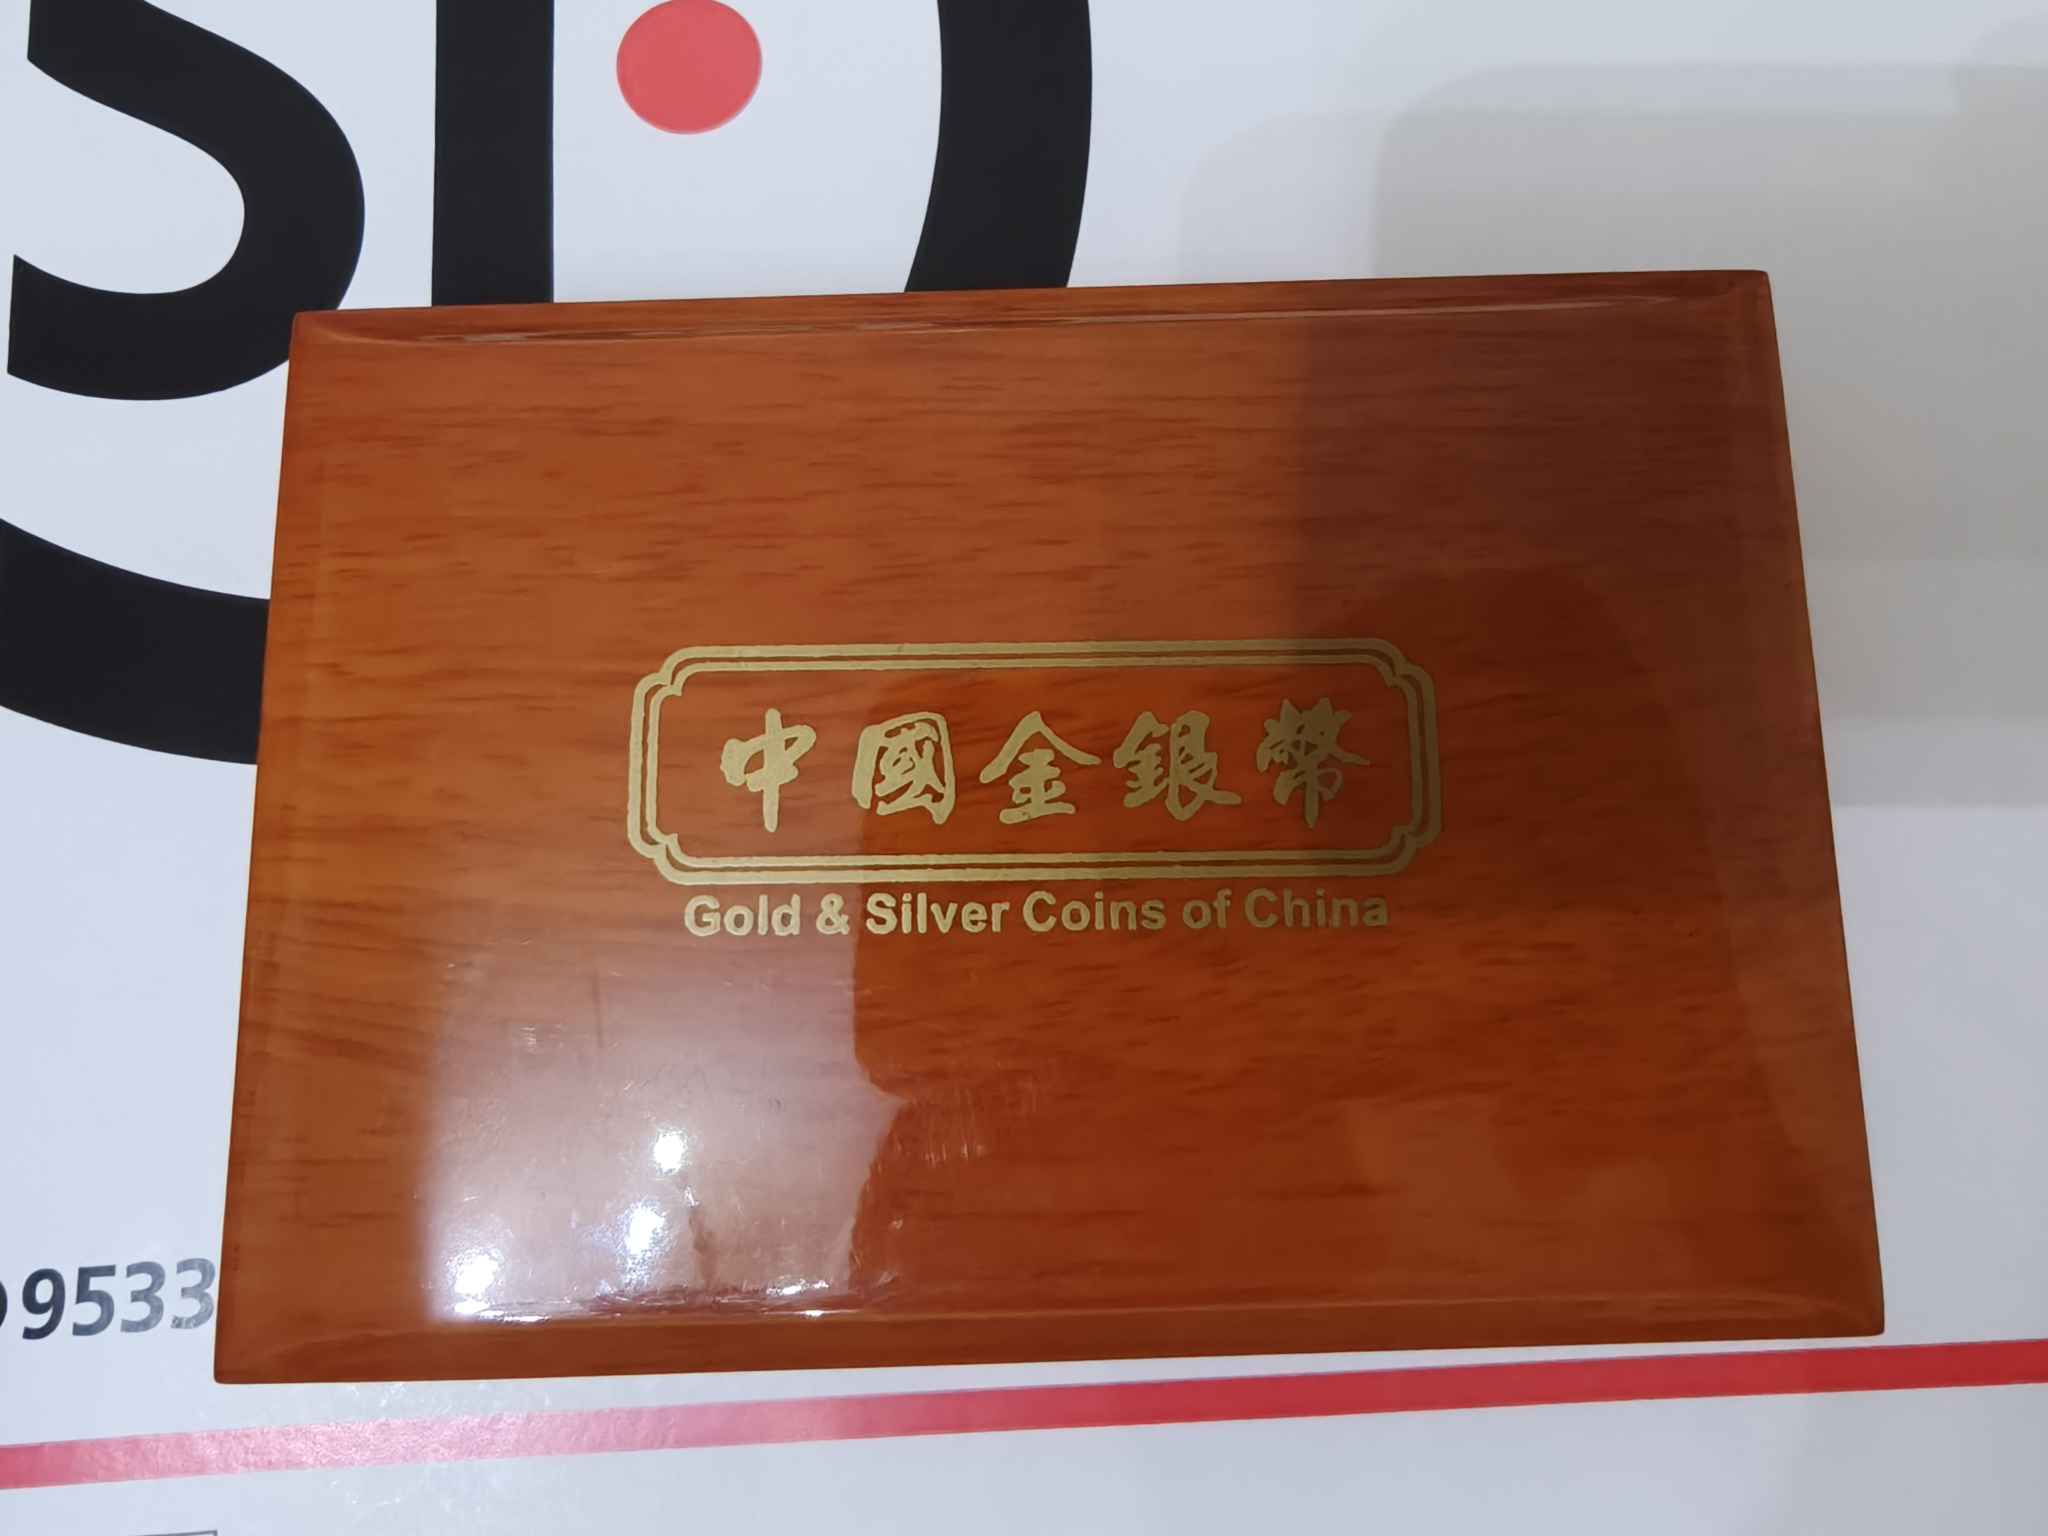 中國金銀幣
Gold & Silver Coins of China
9533